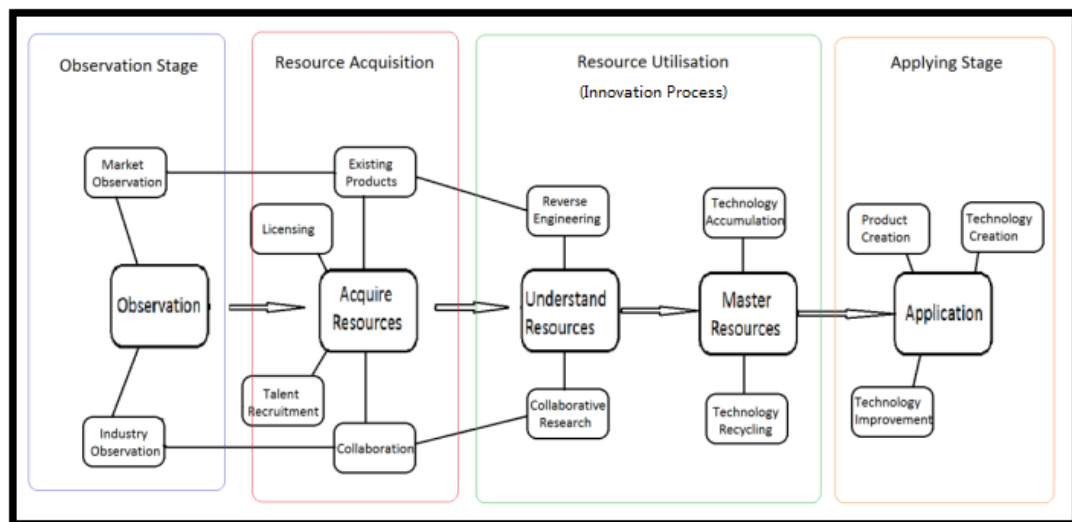 Observation Stage
Resource Acquisition
Resource Utilisation
(Innovation Process)
Applying Stage
Market
Observation
Existing
Products
Licensing
Reverse
Engineering
Technology
Accumulation
Product
Creation
Technology
Creation
Observation
Acquire
Resources
Understand
Resources
Master
Resources
Application
Talent
Recruitment
Industry
Observation
Collaboration
Collaborative
Research
Technology
Recycling
Technology
Improvement